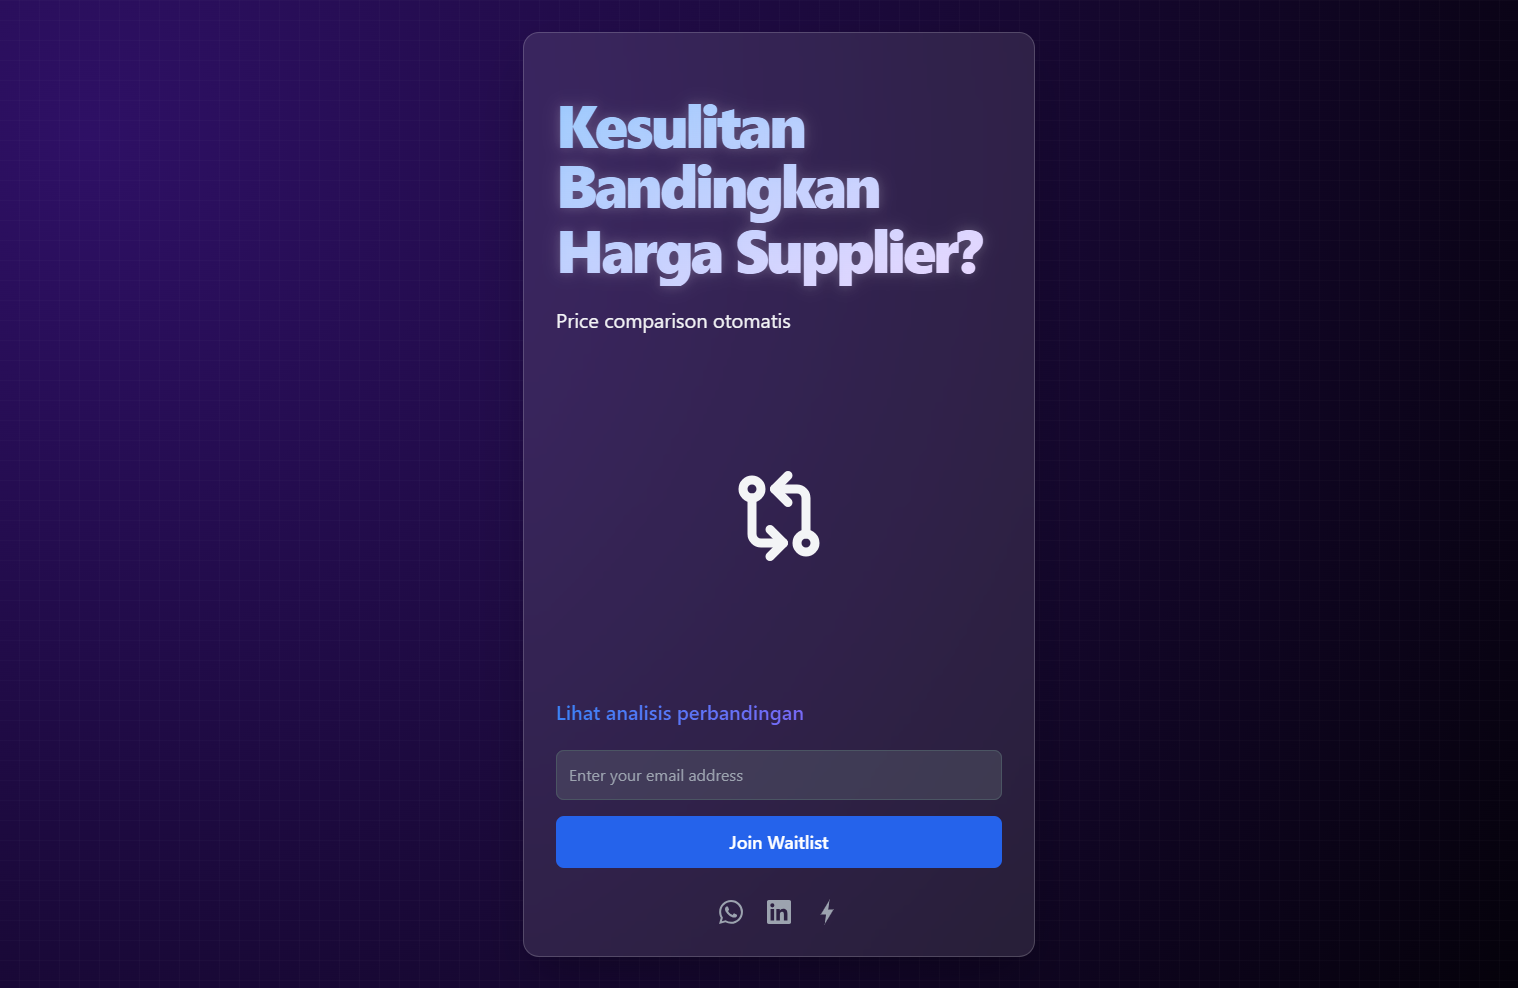 Kesulitan
Bandingkan
Harga Supplier?
Price comparison otomatis
Lihat analisis perbandingan
Enter your email address
Join Waitlist